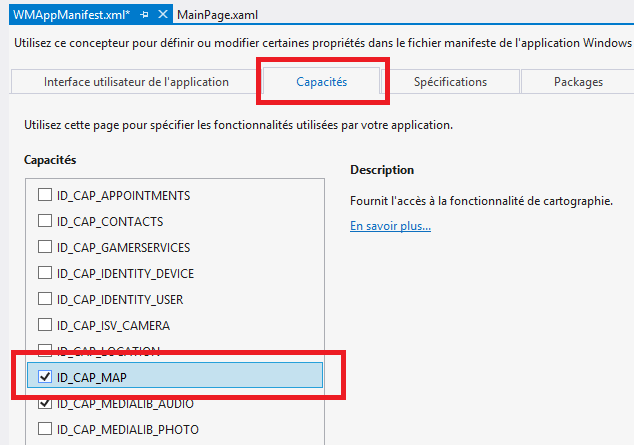 WMAppManifest.xml*
MainPage.xaml
Utilisez ce concepteur pour définir ou modifier certaines propriétés dans le fichier manifeste de l'application Windows
Interface utilisateur de l'application
Capacités
Spécifications
Packages
Utilisez cette page pour spécifier les fonctionnalités utilisées par votre application.
Capacités
Description
ID_CAP_APPOINTMENTS
Fournit l'accès à la fonctionnalité de cartographie.
ID_CAP_CONTACTS
En savoir plus...
ID_CAP_GAMERSERVICES
ID_CAP_IDENTITY_DEVICE
ID_CAP_IDENTITY_USER
ID_CAP_ISV_CAMERA
ID_CAP_LOCATION
ID_CAP_MAP
ID_CAP_MEDIALIB_AUDIO
ID_CAP_MEDIALIB_PHOTO